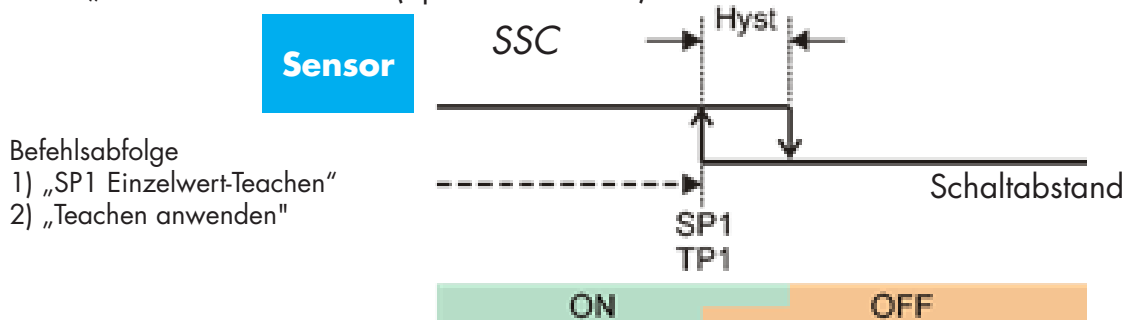 Hyst
SSC
Sensor
Befehlsabfolge
1) „SP1 Einzelwert-Teachen“
2) „Teachen anwenden"
Schaltabstand
SP1
TP1
ON OFF